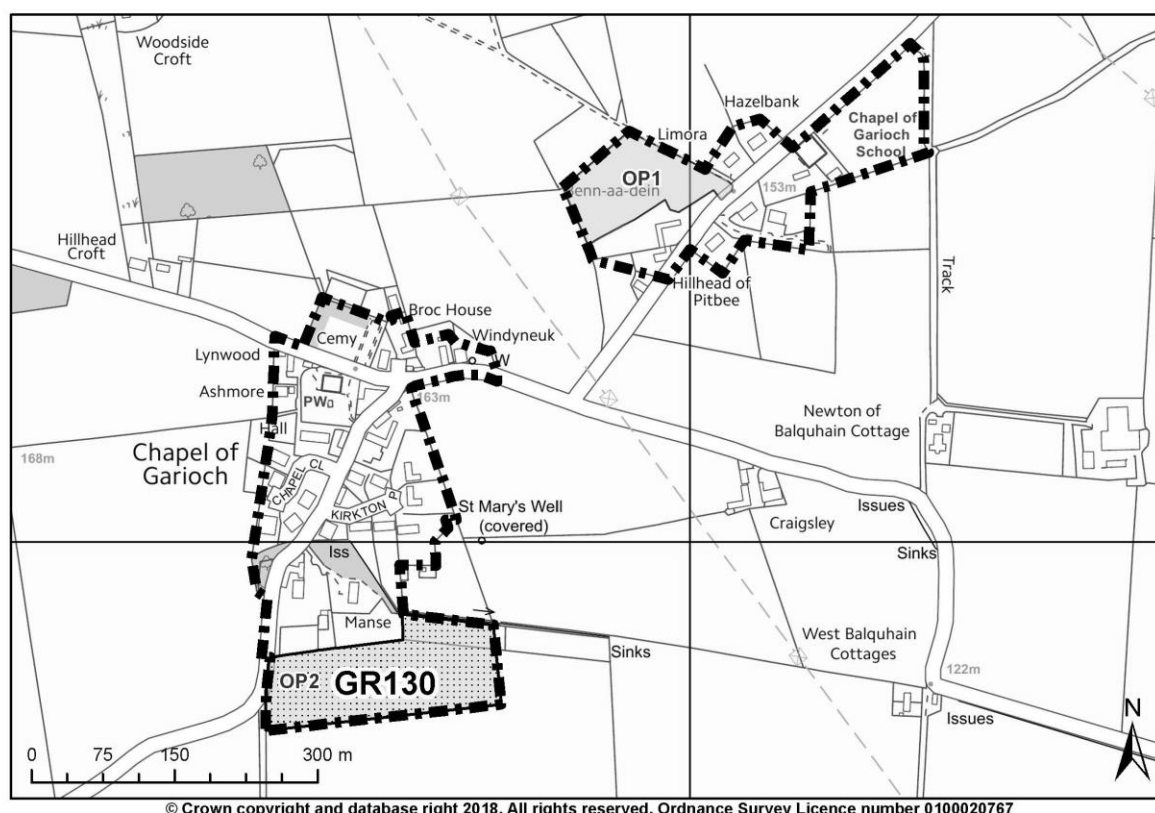 Woodside
Croft
Hazelbank
Limora
Chapel of
Garioch
School
OP1
enn-aa-dein
153m
Hillhead
Croft
Hillhead of
Pitbee
Track
Broc House
Cemy
Windyneuk
W
Lynwood
Ashmore
PW
163m
Hall
Newton of
Balquhain Cottage
168m
Chapel of
Garioch
CHAPEL CL
KIRKTON P
St Mary's Well
(covered)
Craigsley
Issues
Sinks
Iss
Manse
Sinks
West Balquhain
Cottages
122m
OP2
GR130
Issues
N
0 75 150 300 m
© Crown copyright and database right 2018. All rights reserved. Ordnance Survey Licence number 0100020767